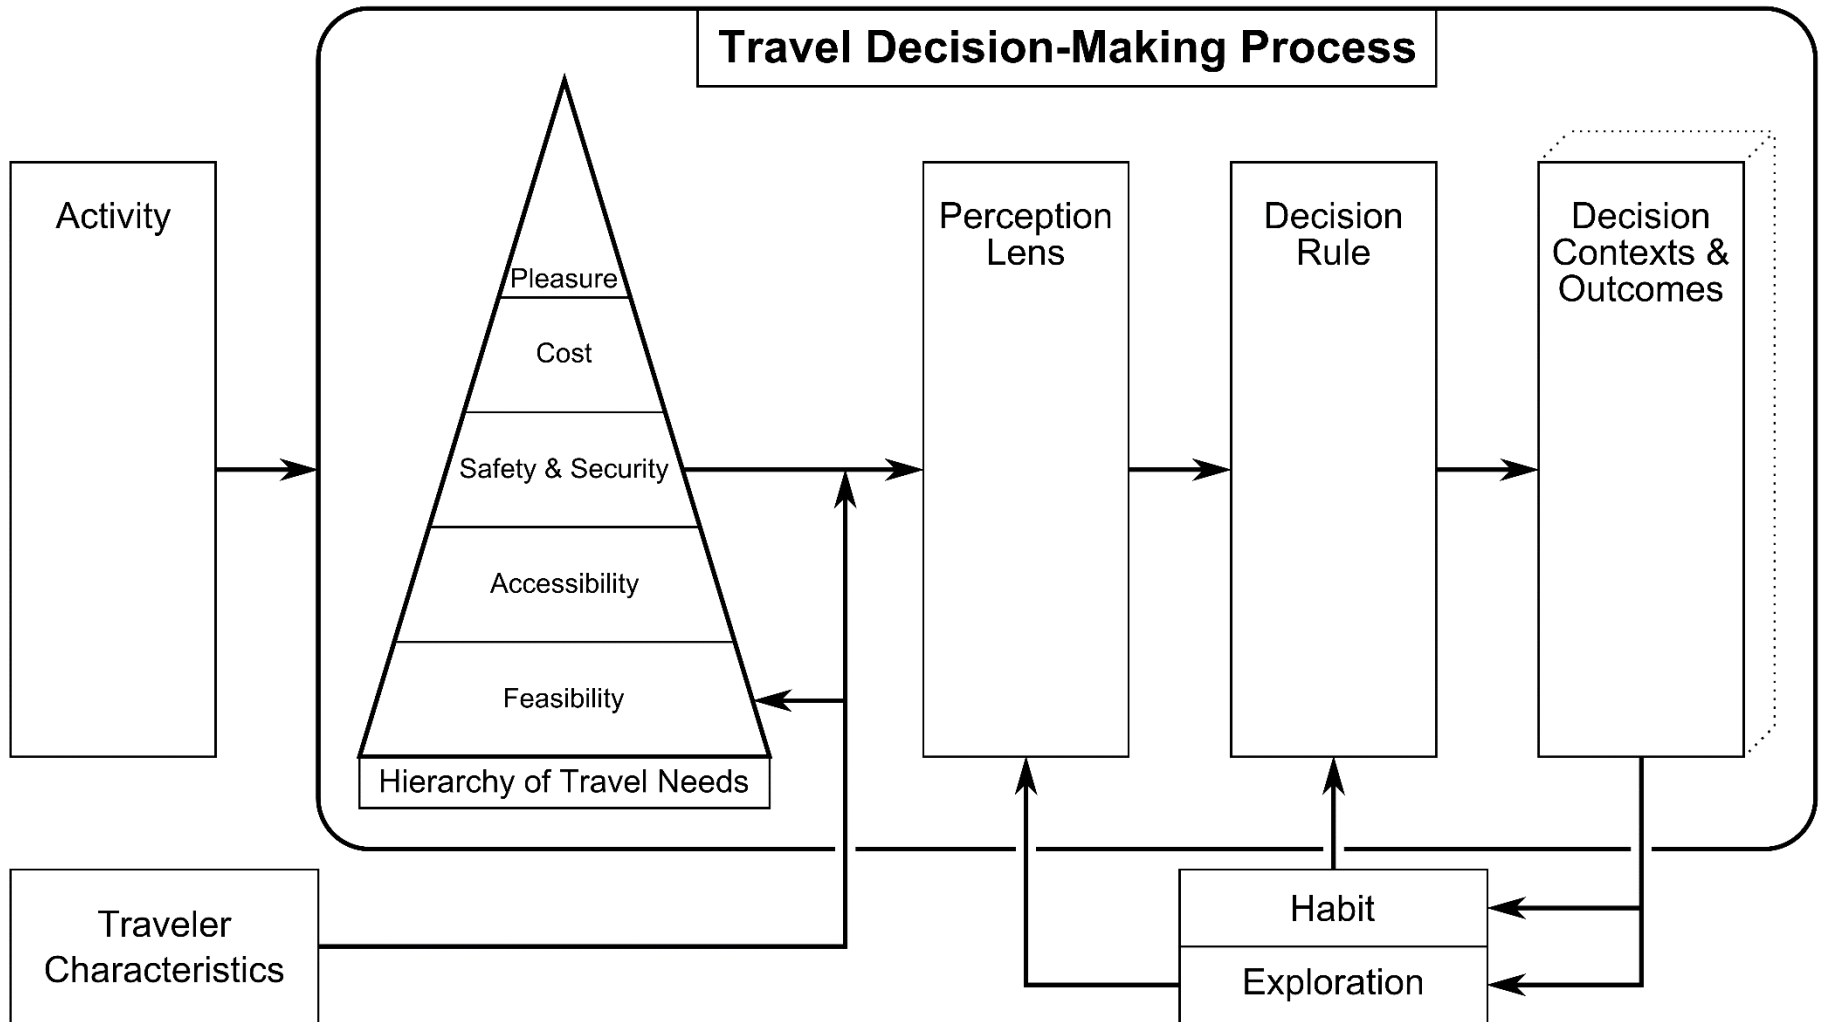 Travel Decision-Making Process
Activity
Pleasure
Cost
Safety & Security
Accessibility
Feasibility
Hierarchy of Travel Needs
Perception
Lens
Decision
Rule
Decision
Contexts &
Outcomes
Traveler
Characteristics
Habit
Exploration